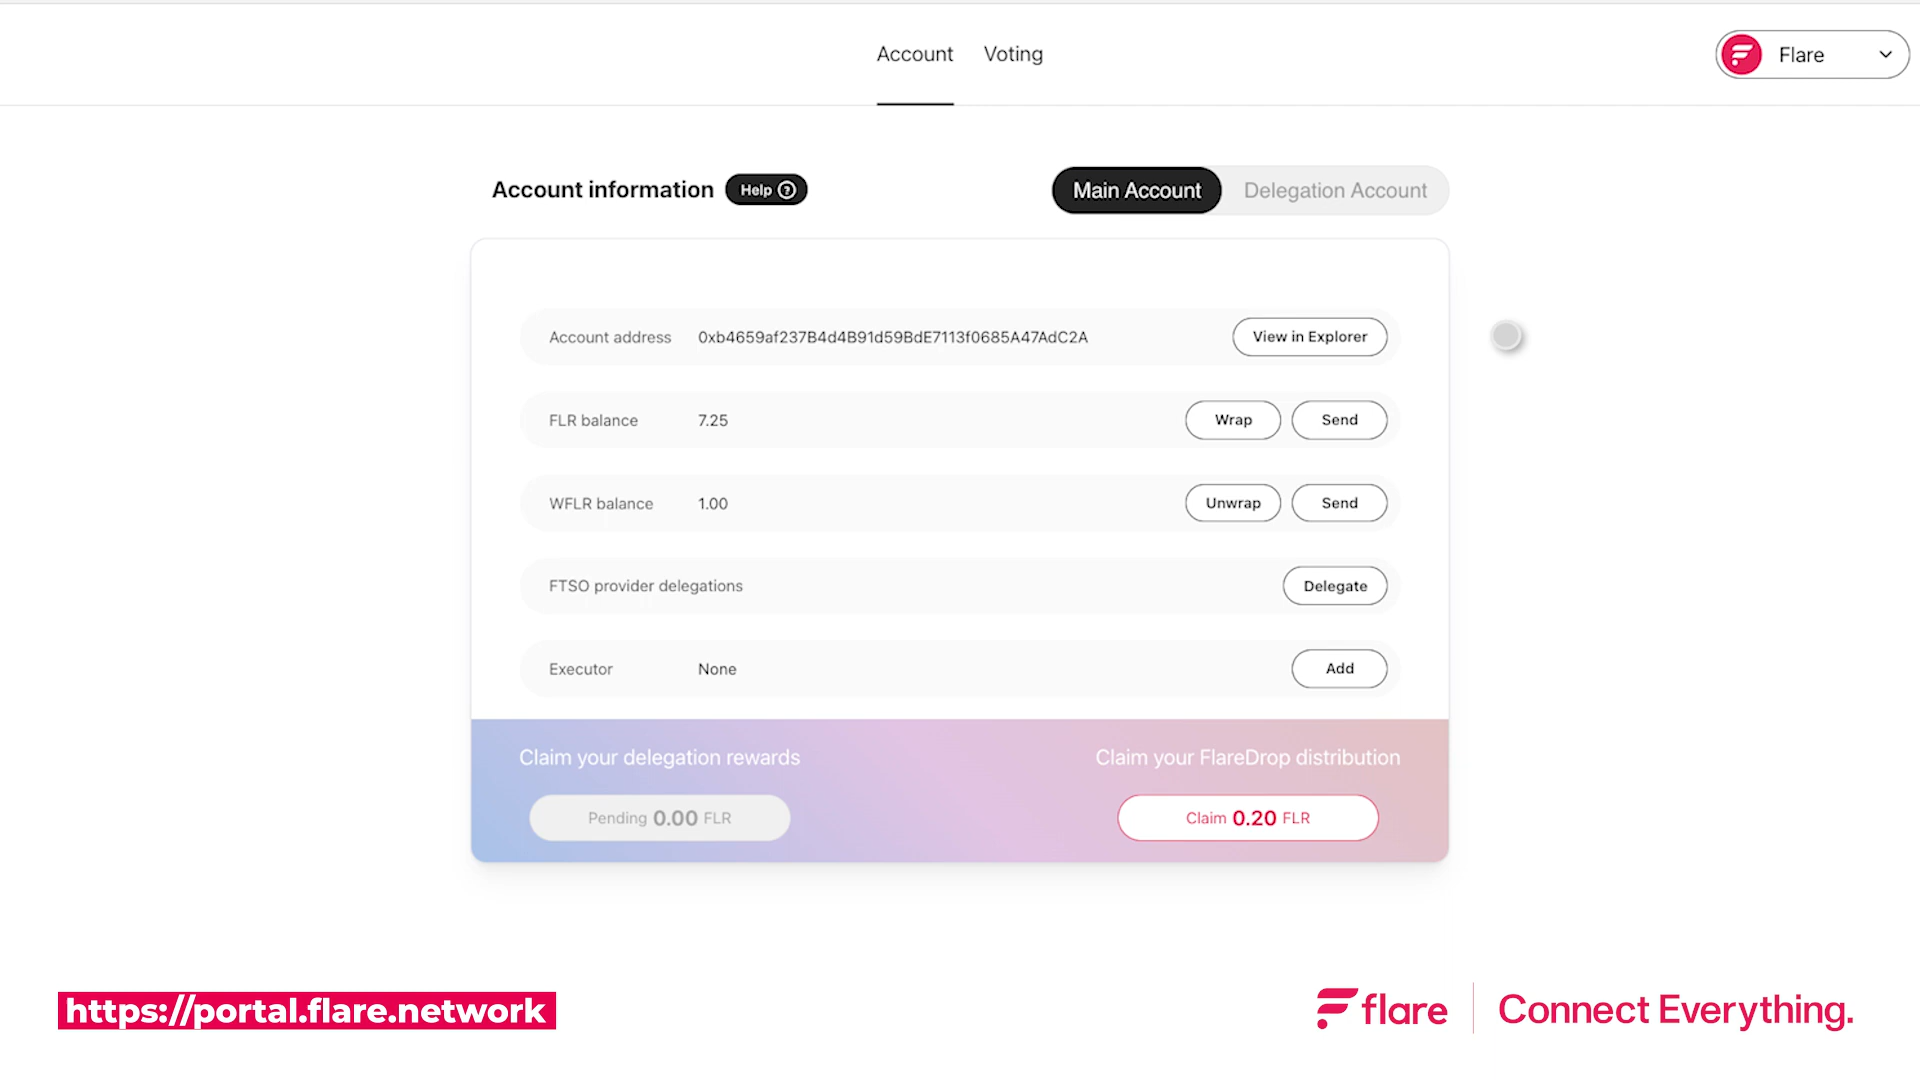 Account Voting
Flare
Account information Help
Main Account Delegation Account
Account address 0xb4659af237B4d4B91d59BdE7113f0685A47AdC2A View in Explorer
FLR balance 7.25 Wrap Send
WFLR balance 1.00 Unwrap Send
FTSO provider delegations Delegate
Executor None Add
Claim your delegation rewards Claim your FlareDrop distribution
Pending 0.00 FLR Claim 0.20 FLR
https://portal.flare.network
flare Connect Everything.